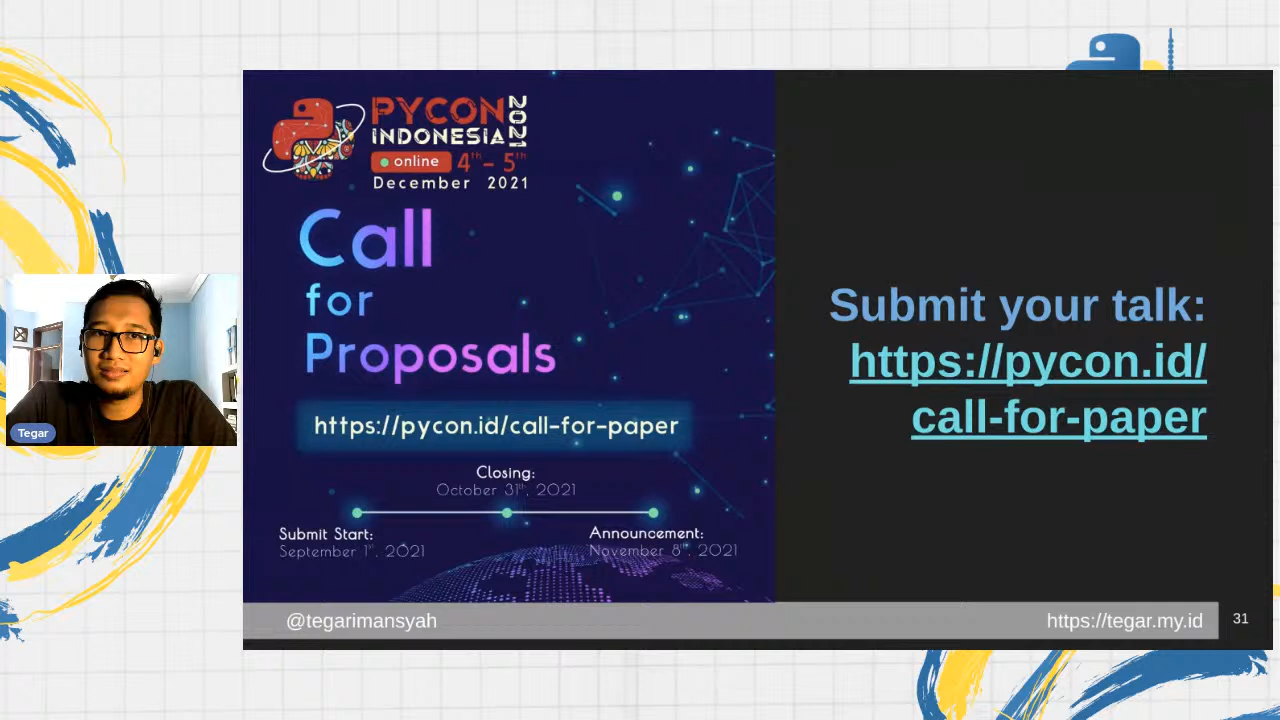 PYCON
INDONESIA
2021
online 4th - 5th
December 2021
Call
for
Proposals
https://pycon.id/call-for-paper
Closing:
October 31st, 2021
Submit Start:
September 1st, 2021
Announcement:
November 8th, 2021
Submit your talk:
https://pycon.id/
call-for-paper
Tegar
@tegarimansyah
https://tegar.my.id
31